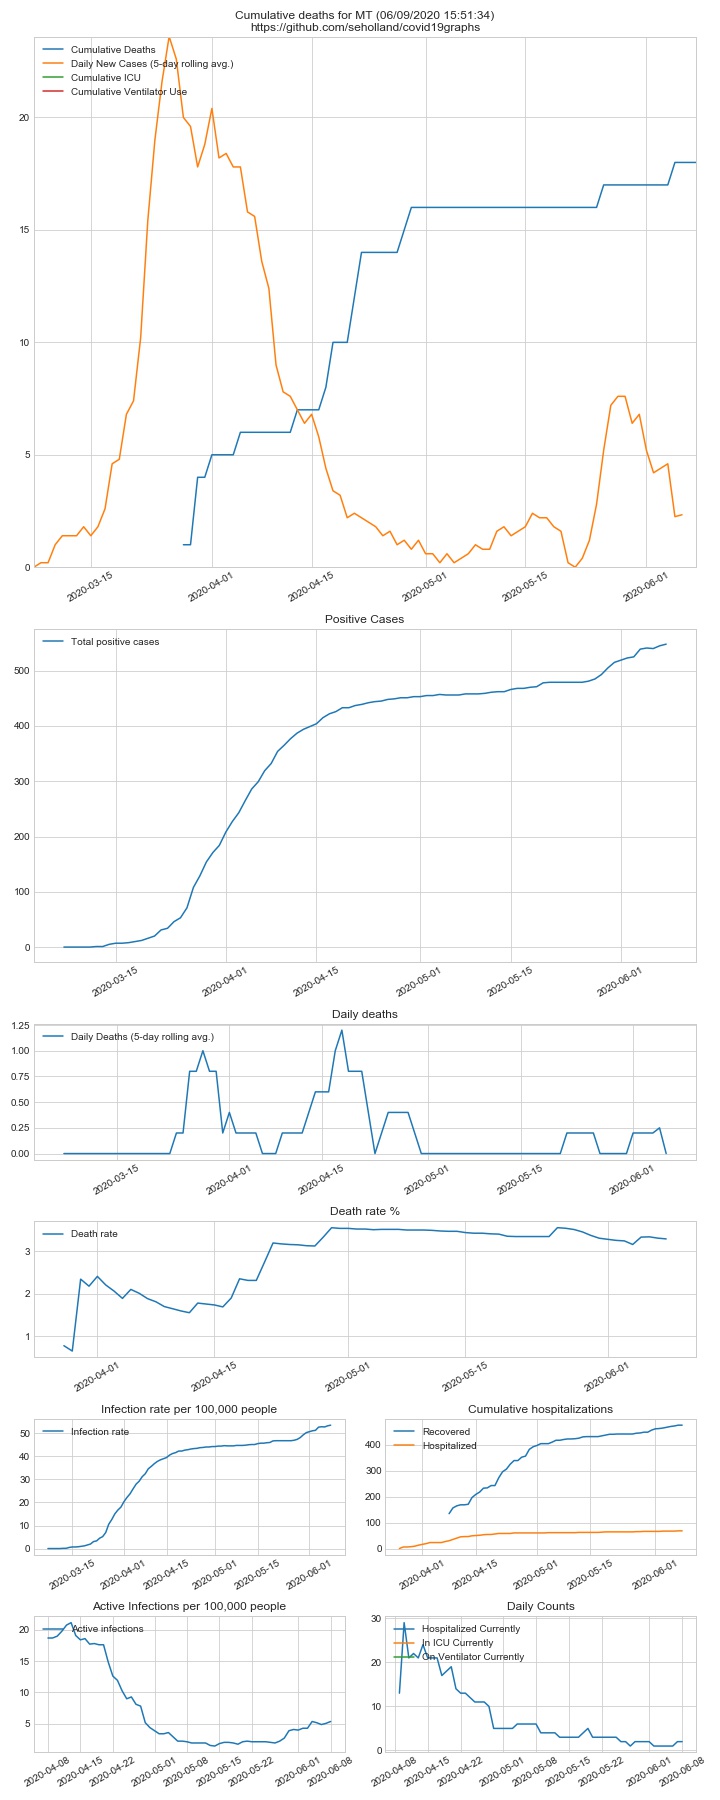 Cumulative deaths for MT (06/09/2020 15:51:34)
https://github.com/seholland/covid19graphs
Cumulative Deaths
Daily New Cases (5-day rolling avg.)
Cumulative ICU
Cumulative Ventilator Use
20
15
10
5
0
2020-03-15 2020-04-01 2020-04-15 2020-05-01 2020-05-15 2020-06-01
Positive Cases
Total positive cases
500
400
300
200
100
0
2020-03-15 2020-04-01 2020-04-15 2020-05-01 2020-05-15 2020-06-01
Daily deaths
Daily Deaths (5-day rolling avg.)
1.25
1.00
0.75
0.50
0.25
0.00
2020-03-15 2020-04-01 2020-04-15 2020-05-01 2020-05-15 2020-06-01
Death rate %
Death rate
3
2
1
2020-04-01 2020-04-15 2020-05-01 2020-05-15 2020-06-01
Infection rate per 100,000 people
Infection rate
50
40
30
20
10
0
2020-03-15 2020-04-01 2020-04-15 2020-05-01 2020-05-15 2020-06-01
Cumulative hospitalizations
Recovered
Hospitalized
400
300
200
100
0
2020-04-01 2020-04-15 2020-05-01 2020-05-15 2020-06-01
Active Infections per 100,000 people
Active infections
20
15
10
5
2020-04-08 2020-04-15 2020-04-22 2020-05-01 2020-05-08 2020-05-15 2020-05-22 2020-06-01 2020-06-08
Daily Counts
Hospitalized Currently
In ICU Currently
On Ventilator Currently
30
20
10
0
2020-04-08 2020-04-15 2020-04-22 2020-05-01 2020-05-08 2020-05-15 2020-05-22 2020-06-01 2020-06-08